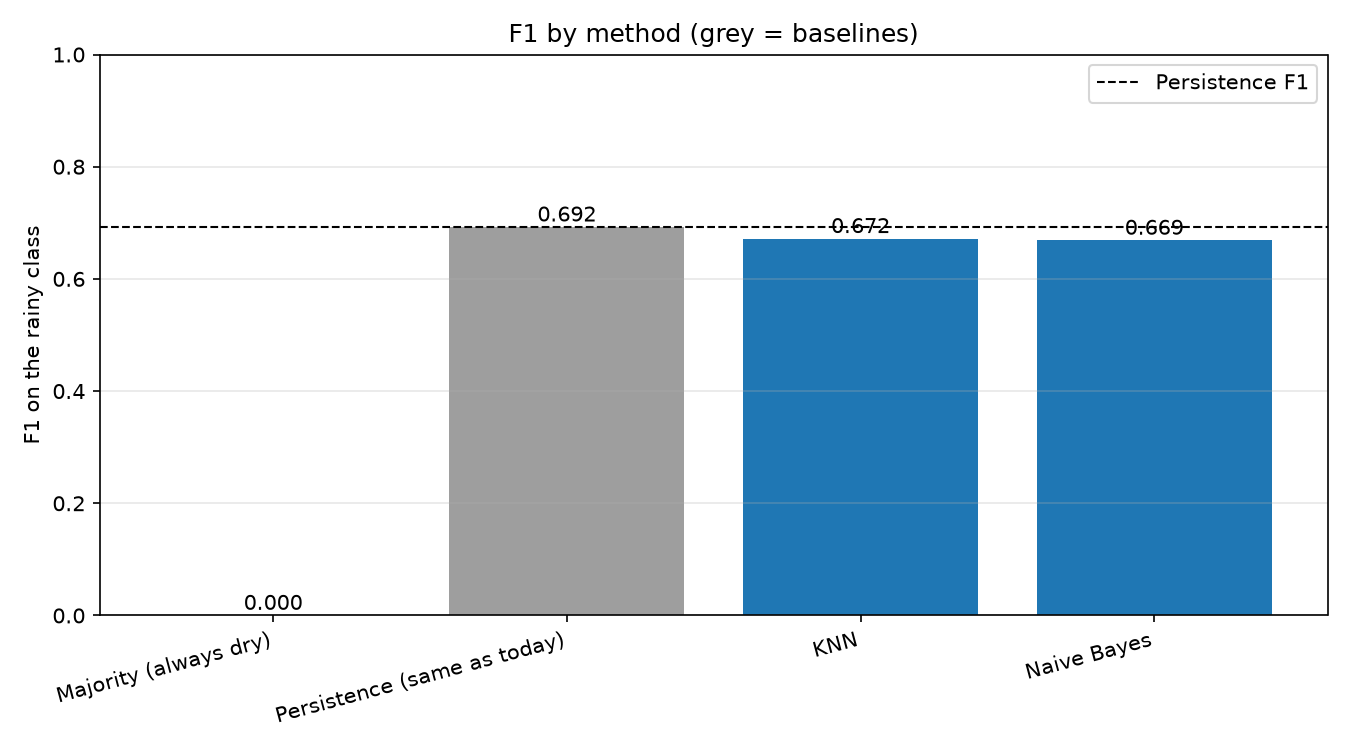 F1 by method (grey = baselines)
Persistence F1
F1 on the rainy class
1.0
0.8
0.6
0.4
0.2
0.0
0.000
0.692
0.672
0.669
Majority (always dry)
Persistence (same as today)
KNN
Naive Bayes